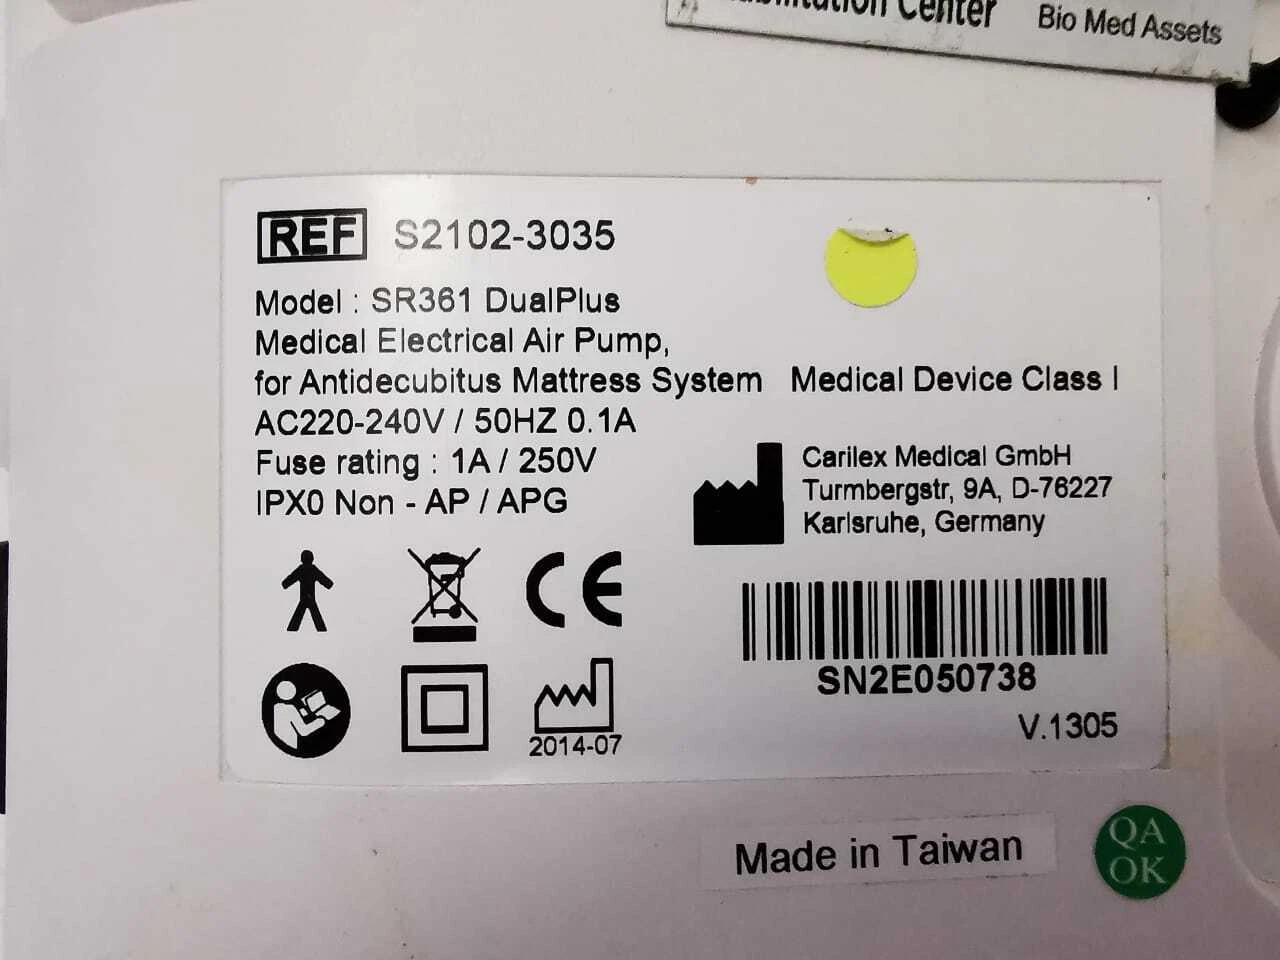 Center
Bio Med Assets
REF S2102-3035
Model : SR361 DualPlus
Medical Electrical Air Pump,
for Antidecubitus Mattress System Medical Device Class I
AC220-240V / 50HZ 0.1A
Fuse rating : 1A / 250V
IPX0 Non - AP / APG
Carilex Medical GmbH
Turmbergstr, 9A, D-76227
Karlsruhe, Germany
CE
SN2E050738
2014-07
V.1305
Made in Taiwan
QA
OK